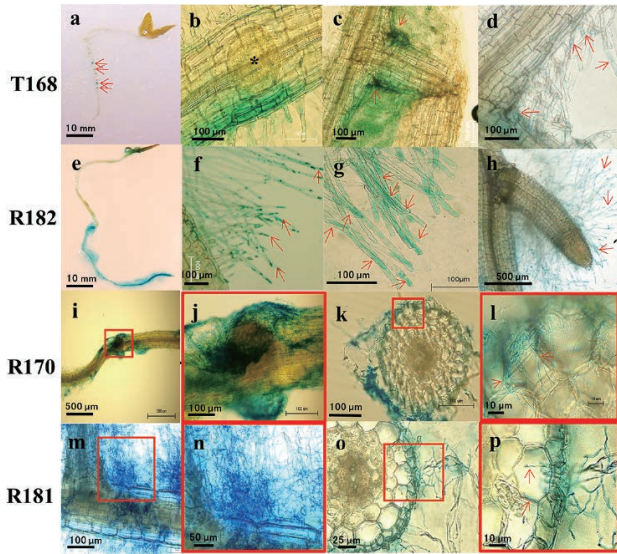 a b c d
T168
10 mm 100 µm 100 µm 100 µm
e f g h
R182
10 mm 100 µm 100 µm 100µm 500 µm
i j k l
R170
500 µm 100 µm 100 µm 10 µm
m n o p
R181
100 µm 50 µm 25 µm 10 µm